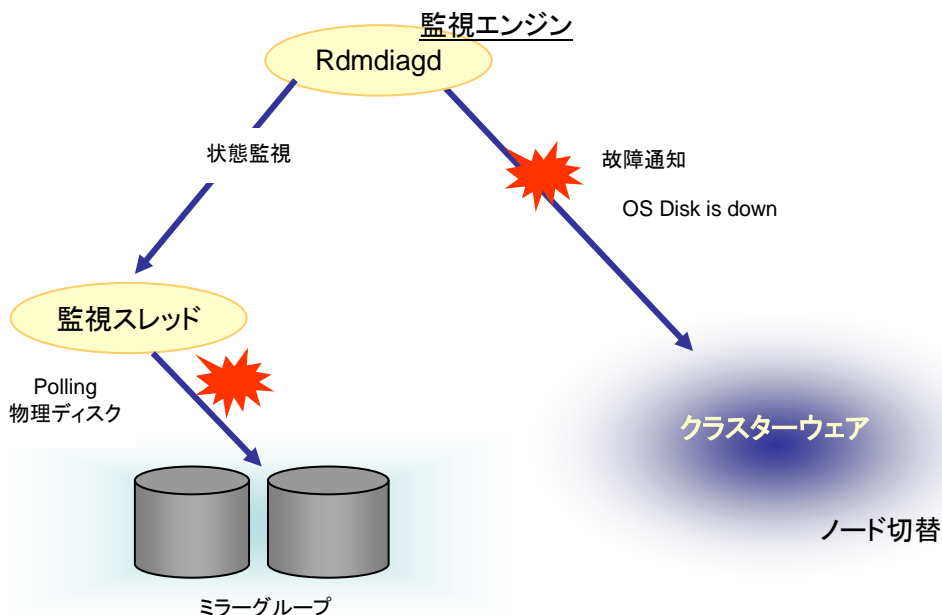 監視エンジン
Rdmdiagd
状態監視
故障通知
OS Disk is down
監視スレッド
Polling
物理ディスク
クラスターウェア
ノード切替
ミラーグループ